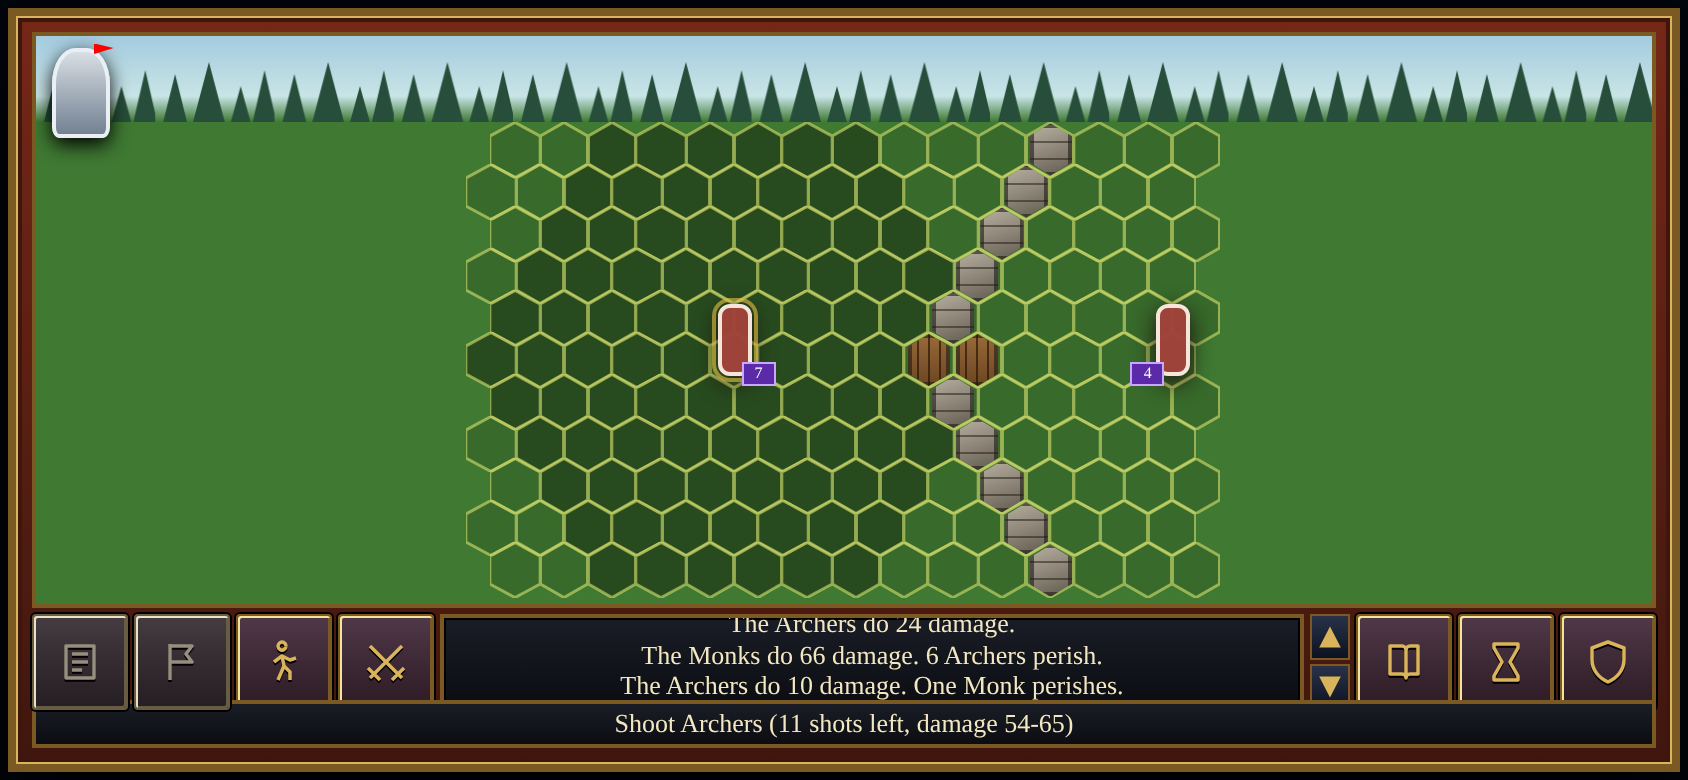 7
4
The Archers do 24 damage.
The Monks do 66 damage. 6 Archers perish.
The Archers do 10 damage. One Monk perishes.
Shoot Archers (11 shots left, damage 54-65)